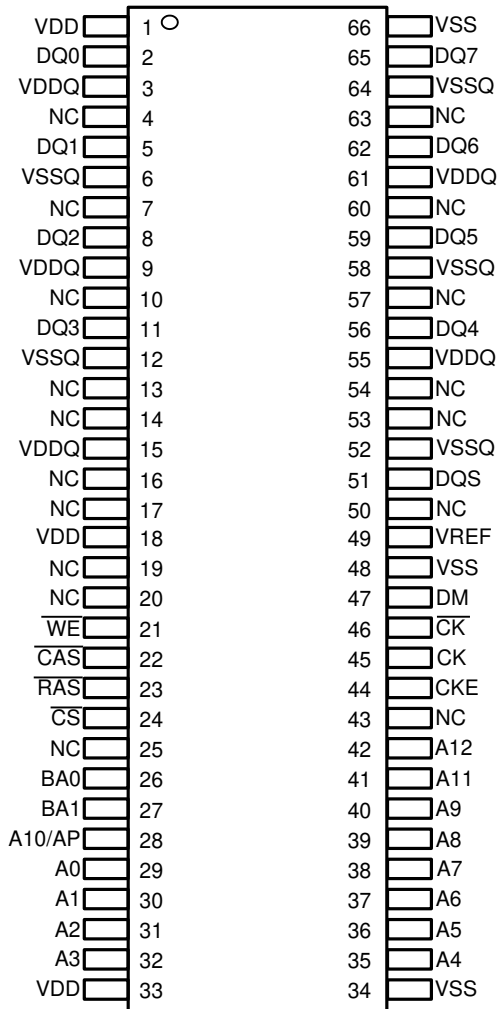 VDD 1 66 VSS
DQ0 2 65 DQ7
VDDQ 3 64 VSSQ
NC 4 63 NC
DQ1 5 62 DQ6
VSSQ 6 61 VDDQ
NC 7 60 NC
DQ2 8 59 DQ5
VDDQ 9 58 VSSQ
NC 10 57 NC
DQ3 11 56 DQ4
VSSQ 12 55 VDDQ
NC 13 54 NC
NC 14 53 NC
VDDQ 15 52 VSSQ
NC 16 51 DQS
NC 17 50 NC
VDD 18 49 VREF
NC 19 48 VSS
NC 20 47 DM
W̅E̅ 21 46 C̅K̅
C̅A̅S̅ 22 45 CK
R̅A̅S̅ 23 44 CKE
C̅S̅ 24 43 NC
NC 25 42 A12
BA0 26 41 A11
BA1 27 40 A9
A10/AP 28 39 A8
A0 29 38 A7
A1 30 37 A6
A2 31 36 A5
A3 32 35 A4
VDD 33 34 VSS